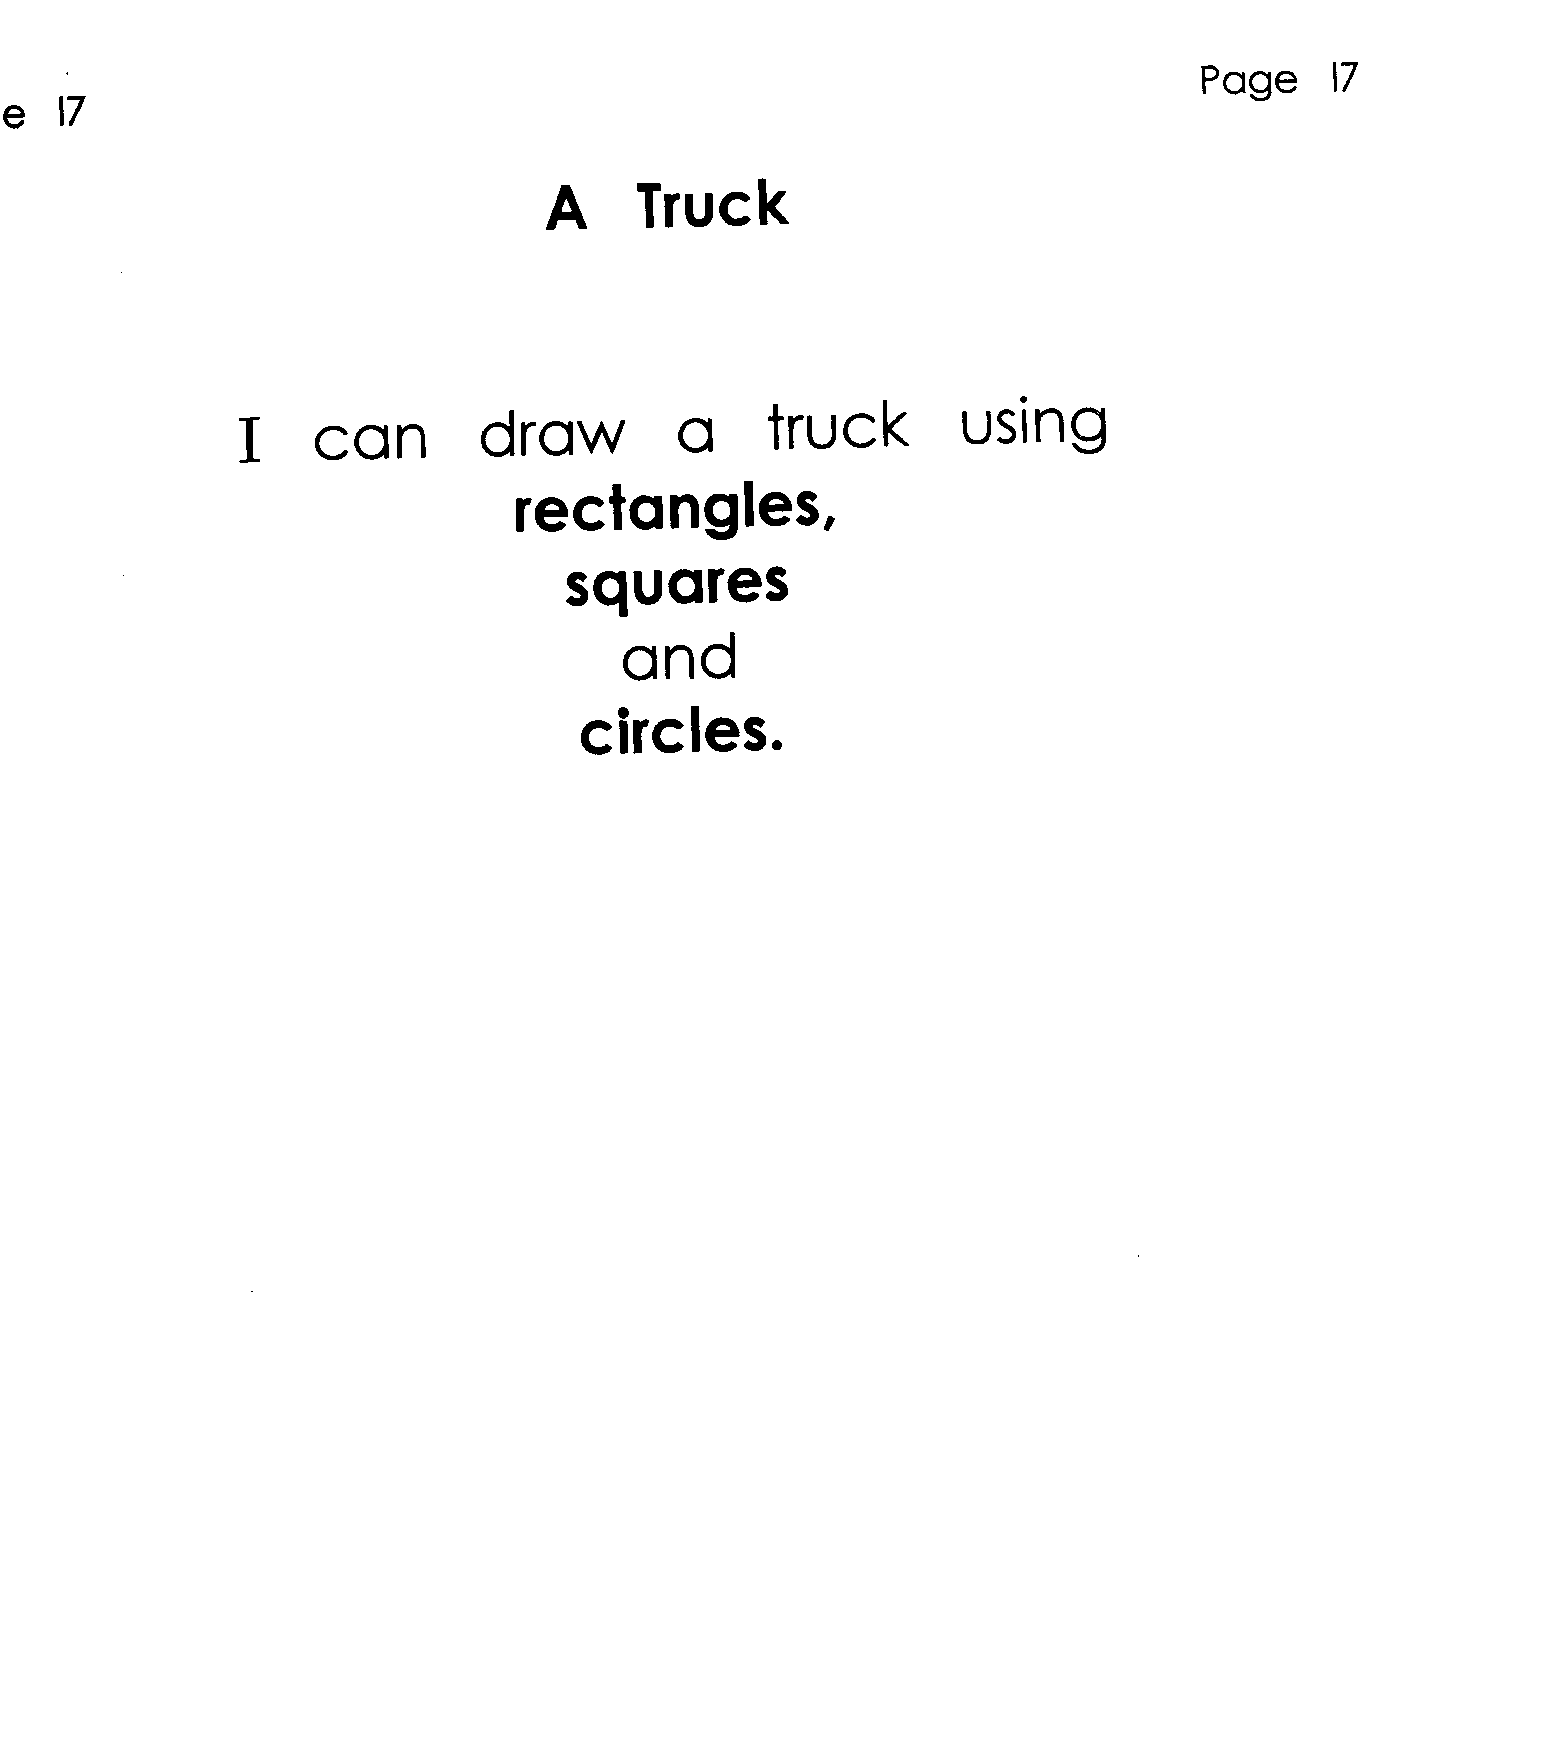 Page 17
e 17
A Truck
I can draw a truck using
rectangles,
squares
and
circles.